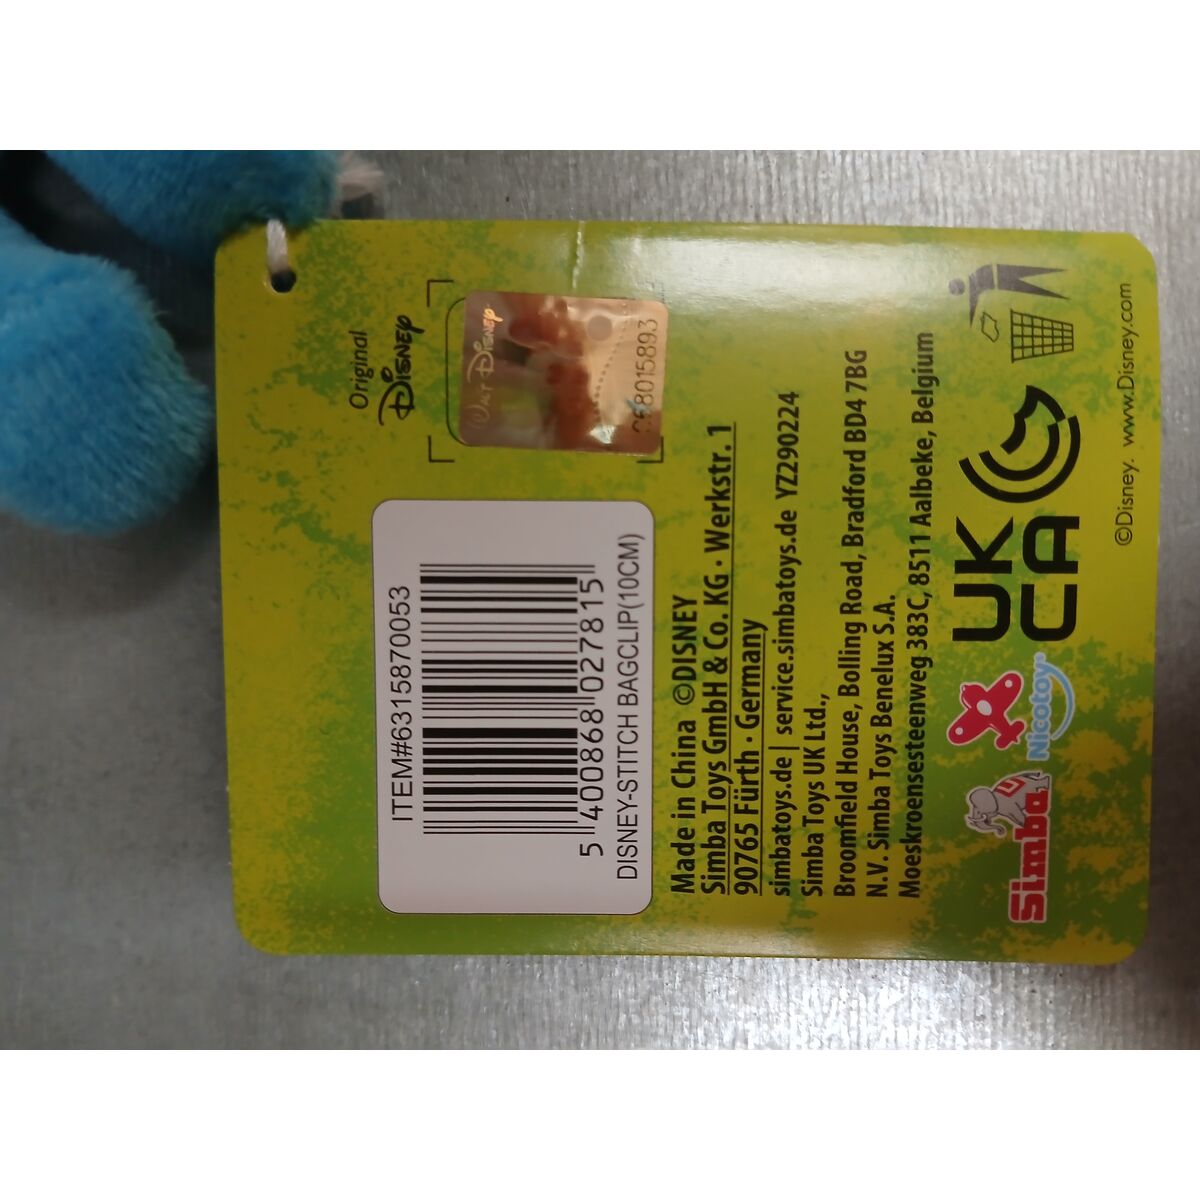 Original
Disney
WALT DISNEY
ITEM#6315870053
5 400868 027815
DISNEY-STITCH BAGCLIP(10CM)
Made in China ©DISNEY
Simba Toys GmbH & Co. KG · Werkstr. 1
90765 Fürth · Germany
simbatoys.de | service.simbatoys.de YZ290224
Simba Toys UK Ltd.,
Broomfield House, Bolling Road, Bradford BD4 7BG
N.V. Simba Toys Benelux S.A.
Moeskroensesteenweg 383C, 8511 Aalbeke, Belgium
Simba
Nicotoy®
UK
CA
©Disney. www.Disney.com